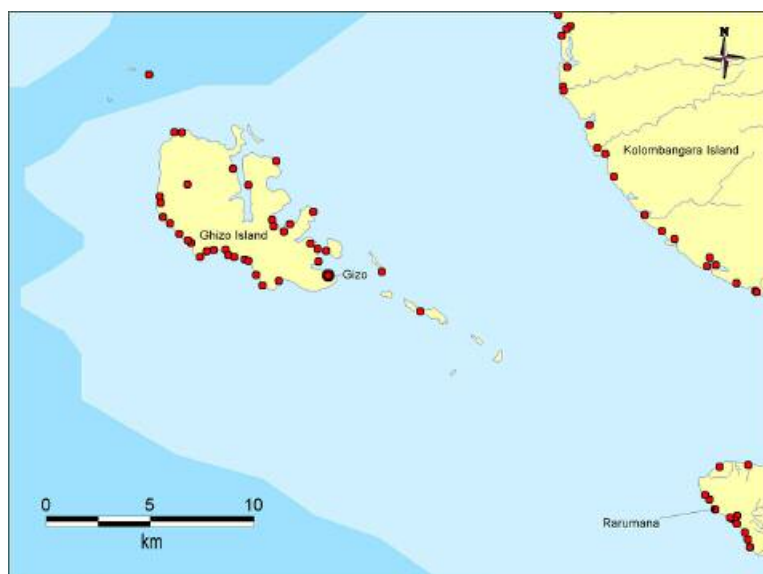 N
Kolombangara Island
Ghizo Island
Gizo
0 5 10
km
Rarumana